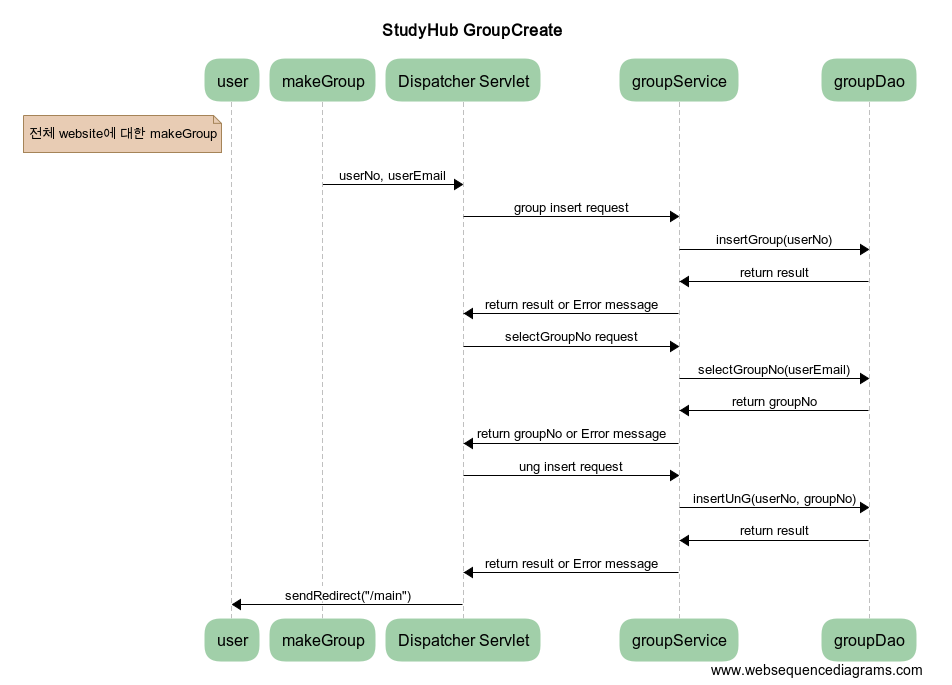 StudyHub GroupCreate
user makeGroup Dispatcher Servlet groupService groupDao
전체 website에 대한 makeGroup
userNo, userEmail
group insert request
insertGroup(userNo)
return result
return result or Error message
selectGroupNo request
selectGroupNo(userEmail)
return groupNo
return groupNo or Error message
ung insert request
insertUnG(userNo, groupNo)
return result
return result or Error message
sendRedirect("/main")
user makeGroup Dispatcher Servlet groupService groupDao
www.websequencediagrams.com